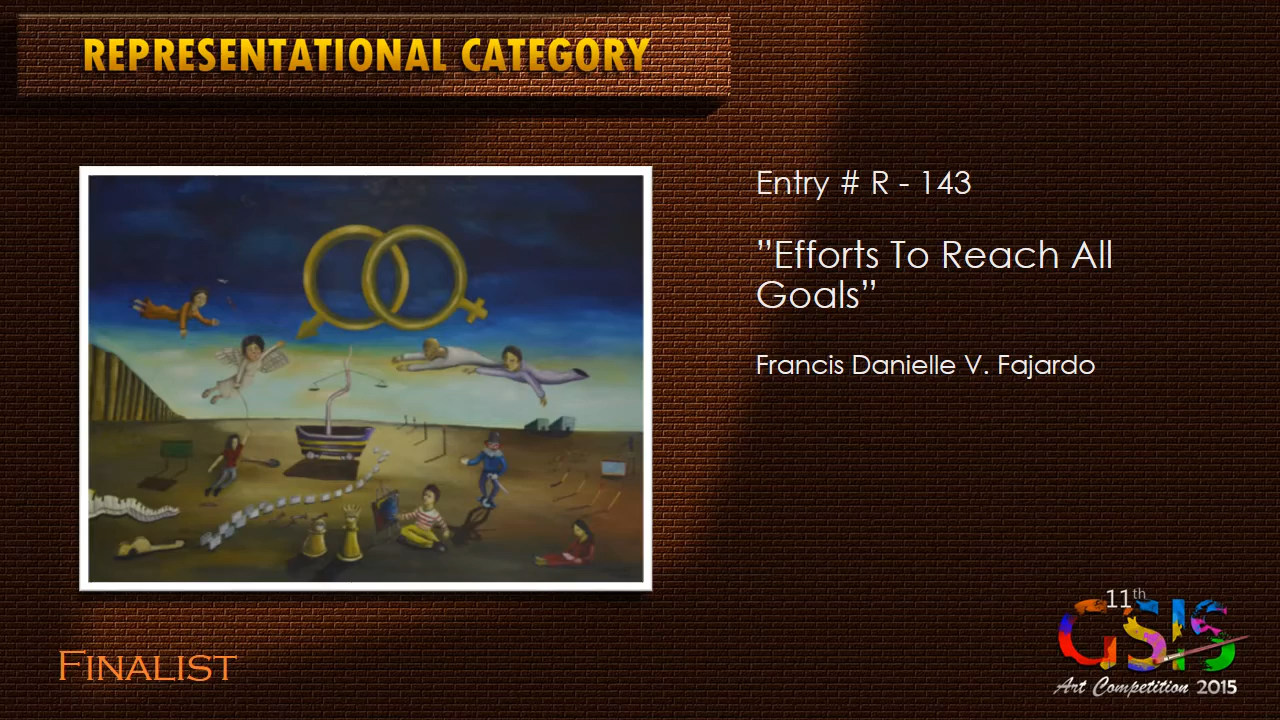 REPRESENTATIONAL CATEGORY
Entry # R - 143
”Efforts To Reach All
Goals”
Francis Danielle V. Fajardo
FINALIST
11th
GSIS
Art Competition 2015